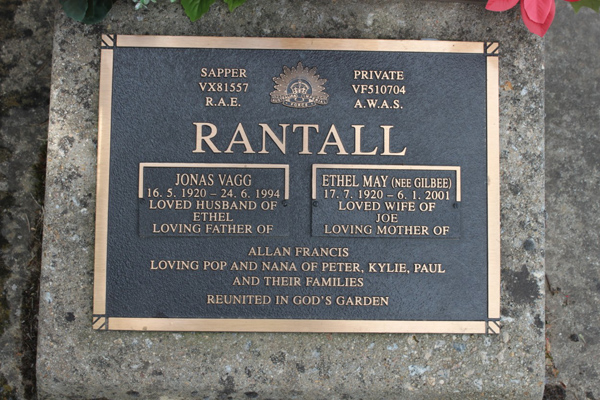 SAPPER
VX81557
R.A.E.
PRIVATE
VF510704
A.W.A.S.
RANTALL
JONAS VAGG
16. 5. 1920 – 24. 6. 1994
LOVED HUSBAND OF
ETHEL
LOVING FATHER OF
ETHEL MAY (NEE GILBEE)
17. 7. 1920 – 6. 1. 2001
LOVED WIFE OF
JOE
LOVING MOTHER OF
ALLAN FRANCIS
LOVING POP AND NANA OF PETER, KYLIE, PAUL
AND THEIR FAMILIES
REUNITED IN GOD'S GARDEN